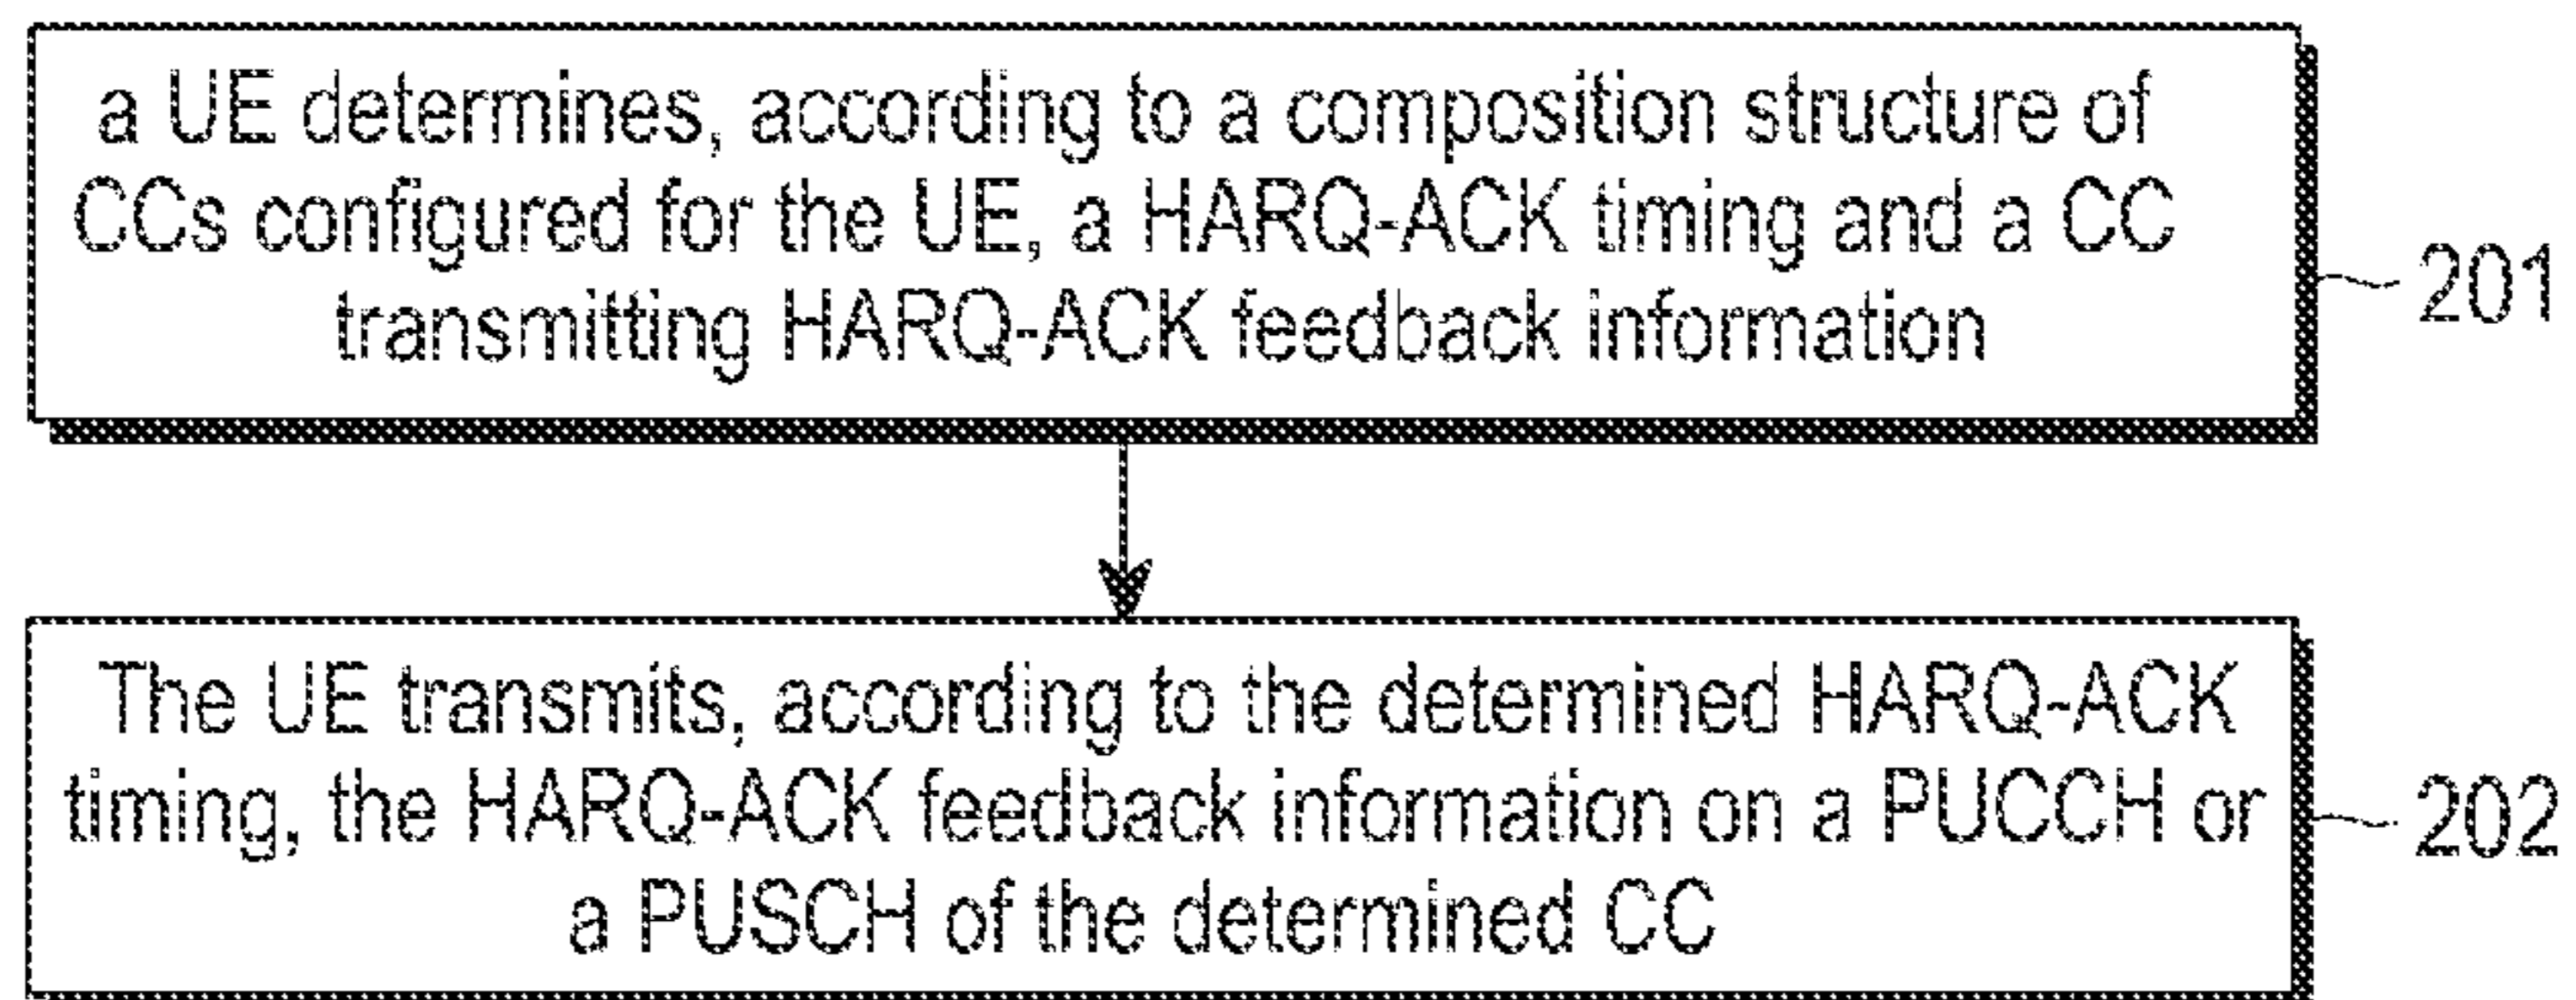 a UE determines, according to a composition structure of
CCs configured for the UE, a HARQ-ACK timing and a CC
transmitting HARQ-ACK feedback information
201
The UE transmits, according to the determined HARQ-ACK
timing, the HARQ-ACK feedback information on a PUCCH or
a PUSCH of the determined CC
202